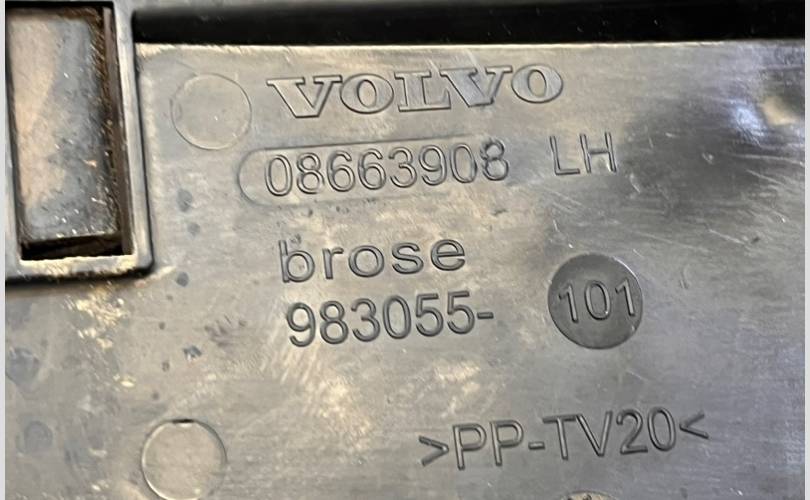 VOLVO
08663908 LH
brose
983055- 101
>PP-TV20<